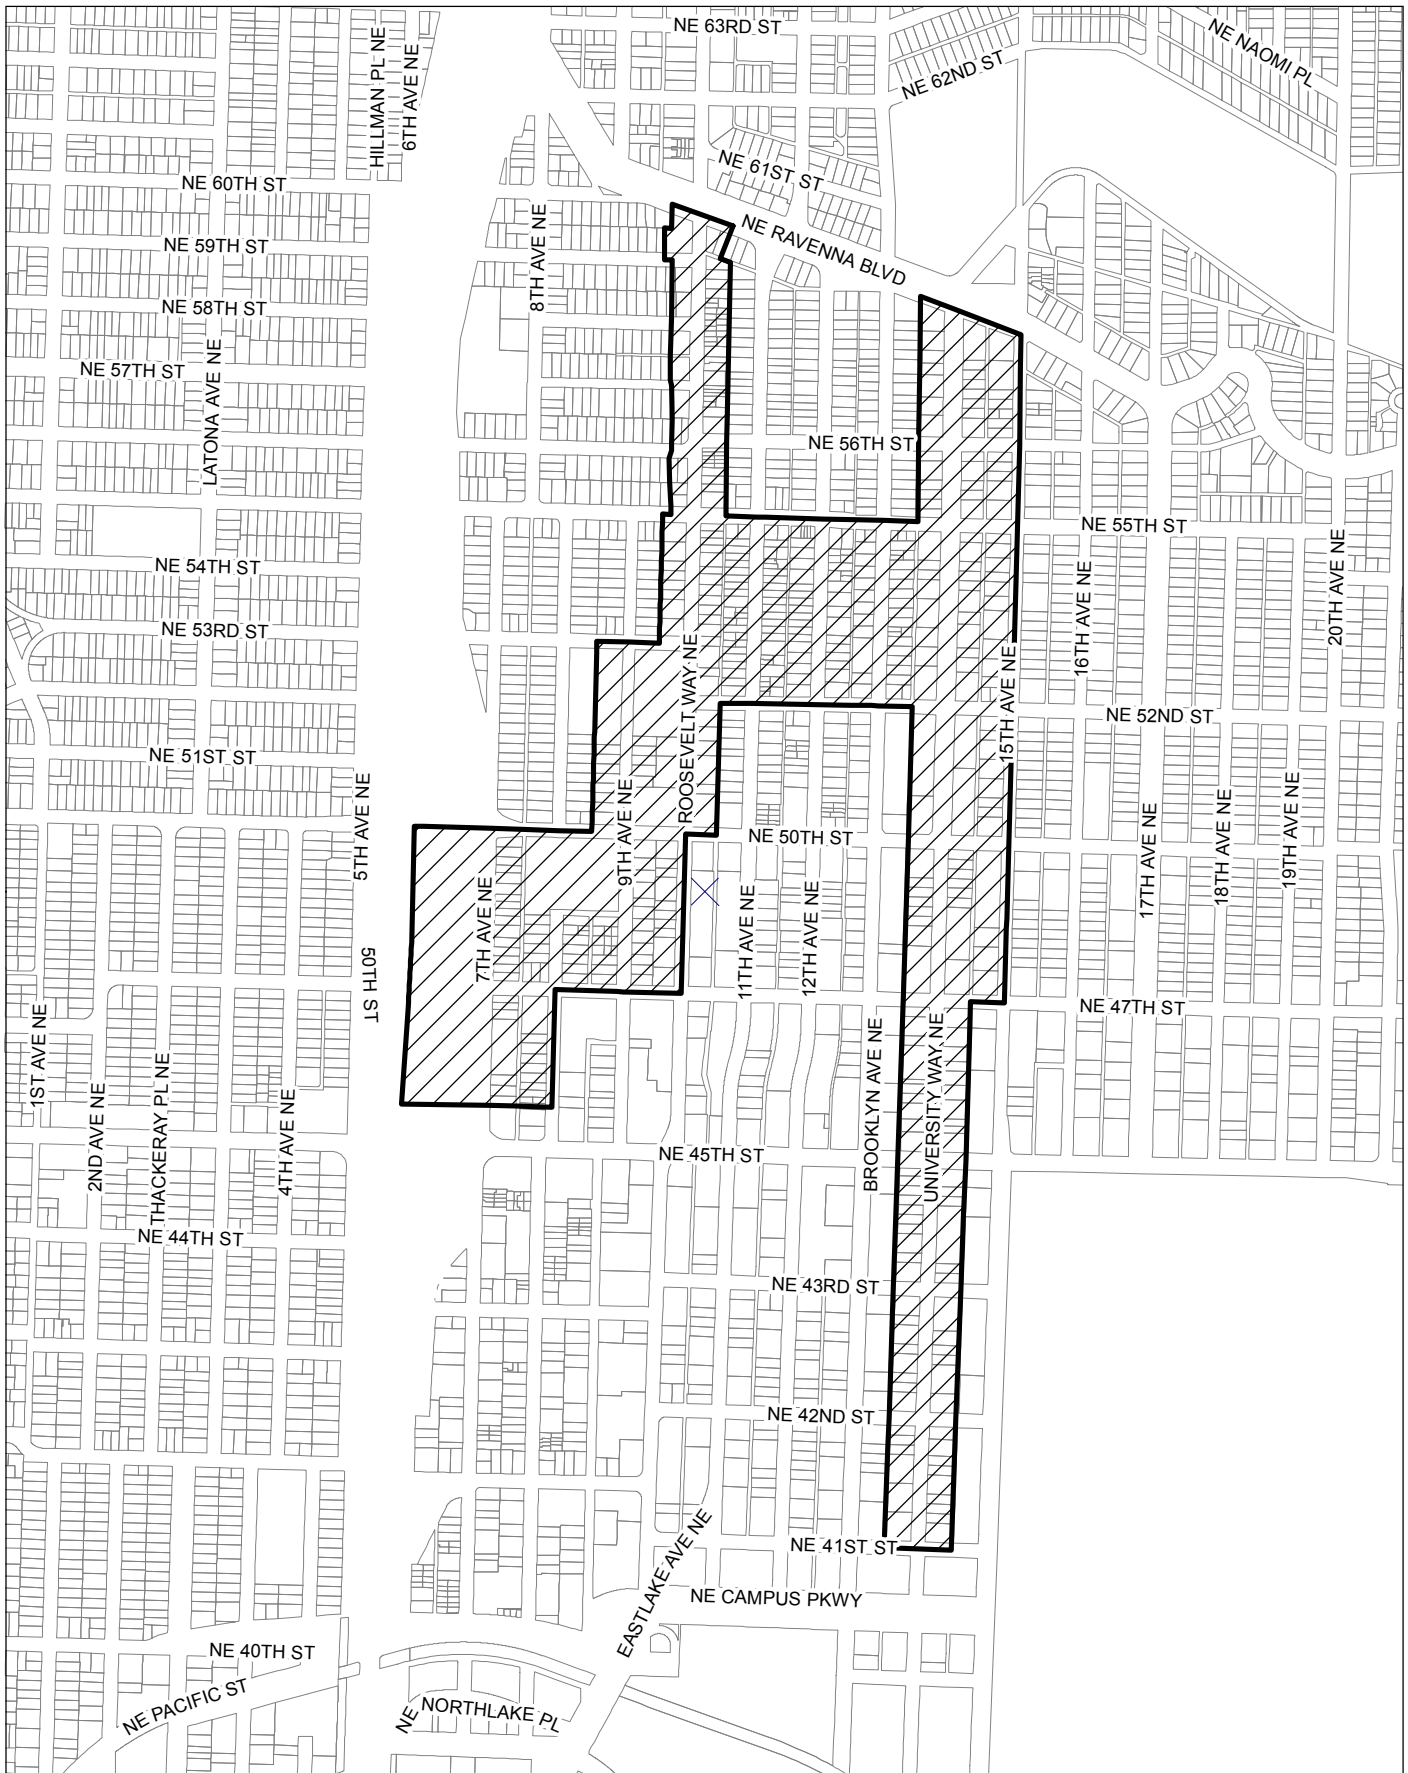 NE 63RD ST
NE NAOMI PL
HILLMAN PL NE
6TH AVE NE
NE 62ND ST
NE 61ST ST
NE 60TH ST
NE 59TH ST
8TH AVE NE
NE RAVENNA BLVD
NE 58TH ST
NE 57TH ST
LATONA AVE NE
NE 56TH ST
NE 55TH ST
NE 54TH ST
20TH AVE NE
16TH AVE NE
NE 53RD ST
ROOSEVELT WAY NE
15TH AVE NE
NE 52ND ST
NE 51ST ST
5TH AVE NE
9TH AVE NE
NE 50TH ST
17TH AVE NE
18TH AVE NE
19TH AVE NE
7TH AVE NE
11TH AVE NE
12TH AVE NE
50TH ST
1ST AVE NE
NE 47TH ST
2ND AVE NE
THACKERAY PL NE
4TH AVE NE
BROOKLYN AVE NE
UNIVERSITY WAY NE
NE 45TH ST
NE 44TH ST
NE 43RD ST
NE 42ND ST
EASTLAKE AVE NE
NE 41ST ST
NE CAMPUS PKWY
NE 40TH ST
NE PACIFIC ST
NE NORTHLAKE PL